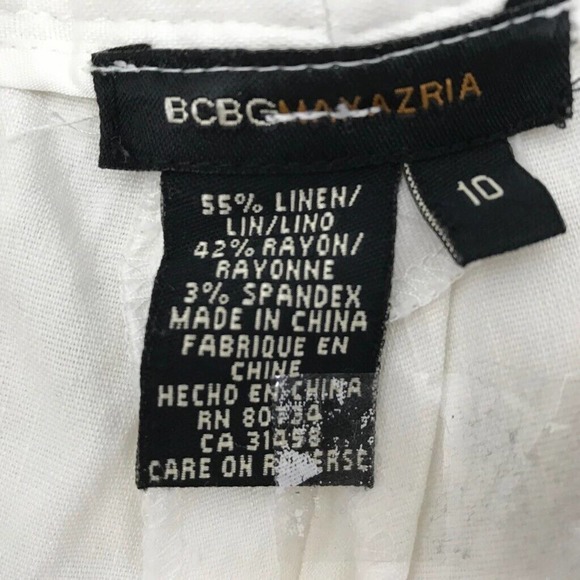 BCBGMAXAZRIA
10
55% LINEN/
LIN/LINO
42% RAYON/
RAYONNE
3% SPANDEX
MADE IN CHINA
FABRIQUE EN
CHINE
HECHO EN CHINA
RN
CA
CARE ON REVERSE